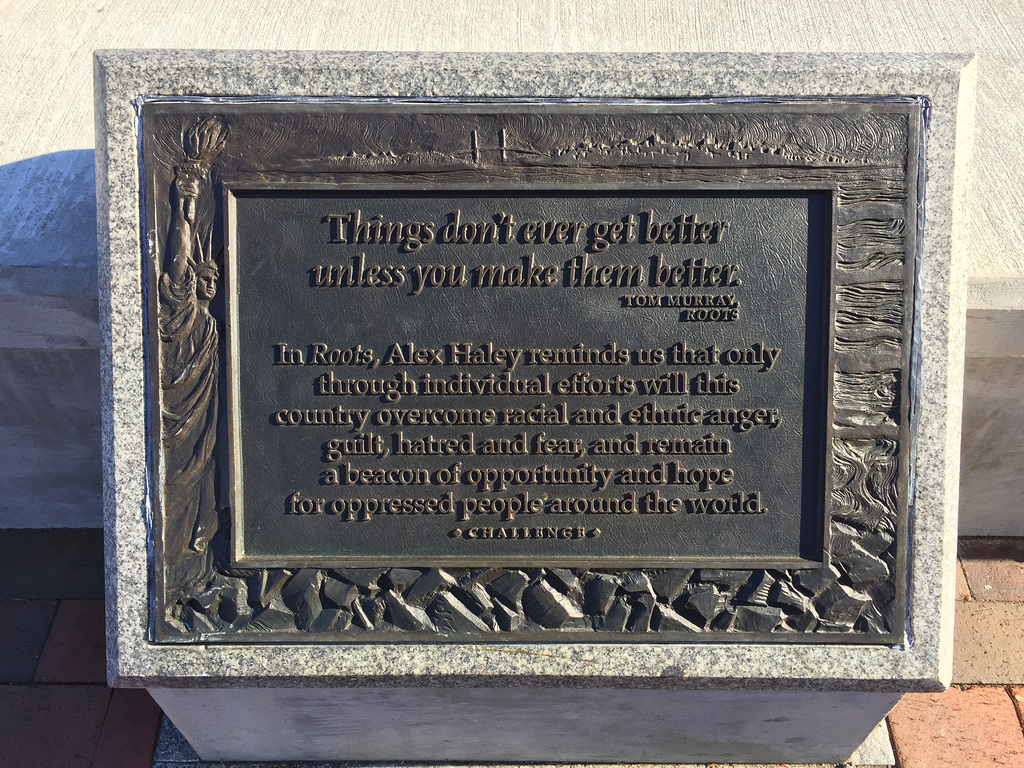 Things don't ever get better
unless you make them better.
TOM MURRAY,
ROOTS
In Roots, Alex Haley reminds us that only
through individual efforts will this
country overcome racial and ethnic anger,
guilt, hatred and fear, and remain
a beacon of opportunity and hope
for oppressed people around the world.
• CHALLENGE •